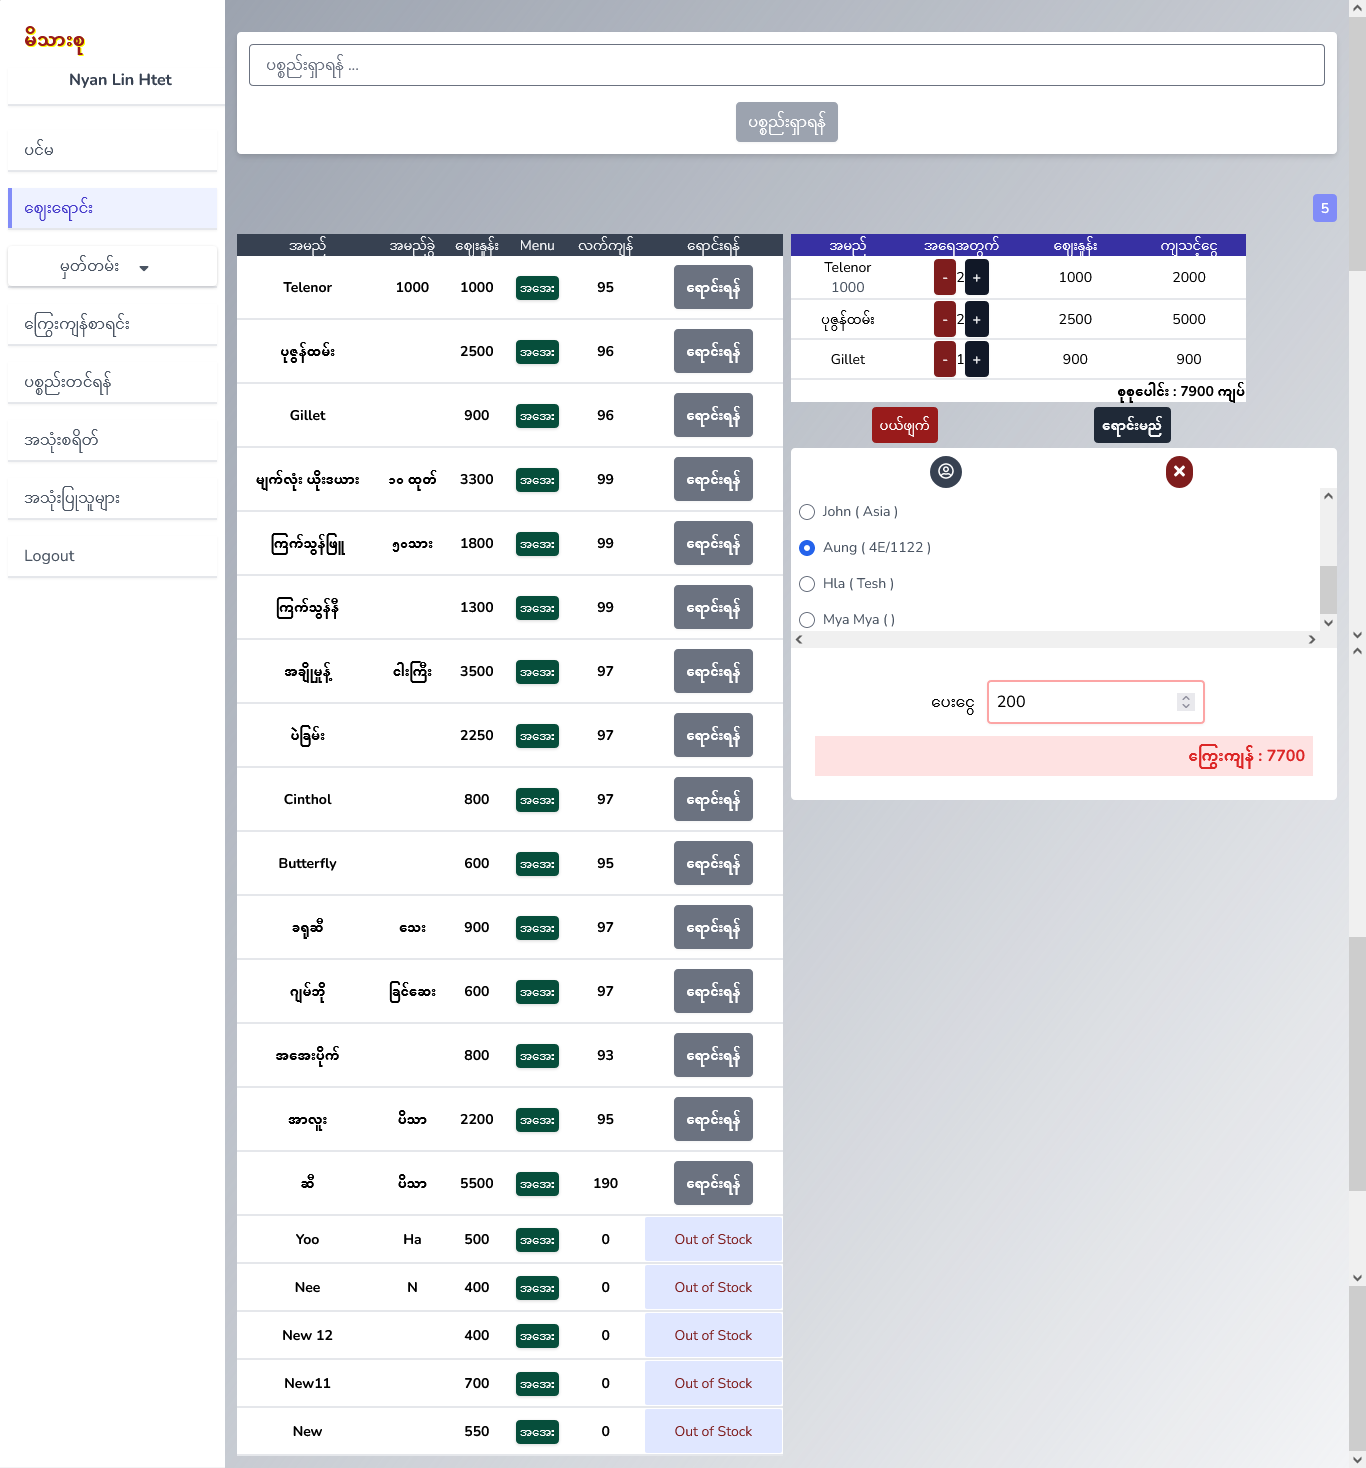 မိသားစု
Nyan Lin Htet
ပင်မ
ဈေးရောင်း
မှတ်တမ်း
ကြွေးကျန်စာရင်း
ပစ္စည်းတင်ရန်
အသုံးစရိတ်
အသုံးပြုသူများ
Logout
ပစ္စည်းရှာရန် ...
ပစ္စည်းရှာရန်
5
အမည် အမည်ခွဲ ဈေးနှုန်း Menu လက်ကျန် ရောင်းရန်
Telenor 1000 1000 အအေး 95 ရောင်းရန်
ပုဇွန်ထမ်း 2500 အအေး 96 ရောင်းရန်
Gillet 900 အအေး 96 ရောင်းရန်
မျက်လုံး ယိုးဒယား ၁၀ ထုတ် 3300 အအေး 99 ရောင်းရန်
ကြက်သွန်ဖြူ ၅၀သား 1800 အအေး 99 ရောင်းရန်
ကြက်သွန်နီ 1300 အအေး 99 ရောင်းရန်
အချိုမှုန့် ငါးကြီး 3500 အအေး 97 ရောင်းရန်
ပဲခြမ်း 2250 အအေး 97 ရောင်းရန်
Cinthol 800 အအေး 97 ရောင်းရန်
Butterfly 600 အအေး 95 ရောင်းရန်
ခရုဆီ သေး 900 အအေး 97 ရောင်းရန်
ဂျမ်ဘို ခြင်ဆေး 600 အအေး 97 ရောင်းရန်
အအေးပိုက် 800 အအေး 93 ရောင်းရန်
အာလူး ပိသာ 2200 အအေး 95 ရောင်းရန်
ဆီ ပိသာ 5500 အအေး 190 ရောင်းရန်
Yoo Ha 500 အအေး 0 Out of Stock
Nee N 400 အအေး 0 Out of Stock
New 12 400 အအေး 0 Out of Stock
New11 700 အအေး 0 Out of Stock
New 550 အအေး 0 Out of Stock
အမည် အရေအတွက် ဈေးနှုန်း ကျသင့်ငွေ
Telenor 1000 - 2 + 1000 2000
ပုဇွန်ထမ်း - 2 + 2500 5000
Gillet - 1 + 900 900
စုစုပေါင်း : 7900 ကျပ်
ပယ်ဖျက် ရောင်းမည်
John ( Asia )
Aung ( 4E/1122 )
Hla ( Tesh )
Mya Mya ( )
ပေးငွေ 200
ကြွေးကျန် : 7700